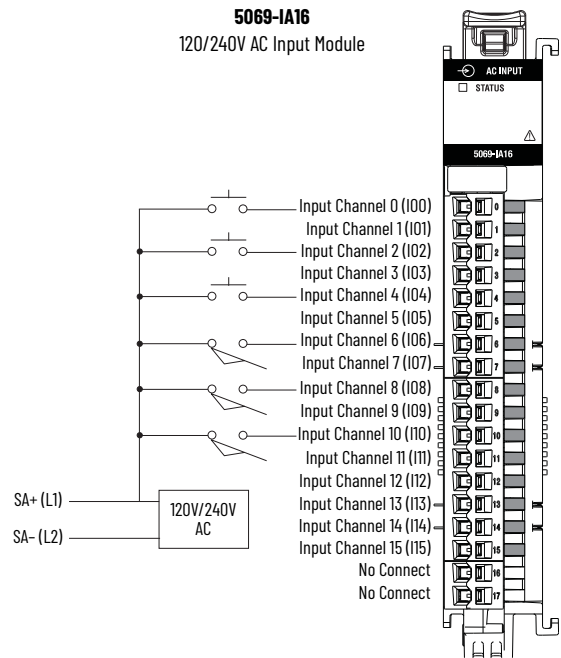 5069-IA16
120/240V AC Input Module
AC INPUT
STATUS
5069-IA16
Input Channel 0 (I00)
0
Input Channel 1 (I01)
1
Input Channel 2 (I02)
2
Input Channel 3 (I03)
3
Input Channel 4 (I04)
4
Input Channel 5 (I05)
5
Input Channel 6 (I06)
6
Input Channel 7 (I07)
7
Input Channel 8 (I08)
8
Input Channel 9 (I09)
9
Input Channel 10 (I10)
10
Input Channel 11 (I11)
11
Input Channel 12 (I12)
12
Input Channel 13 (I13)
13
Input Channel 14 (I14)
14
Input Channel 15 (I15)
15
No Connect
16
No Connect
17
SA+ (L1)
SA- (L2)
120V/240V
AC